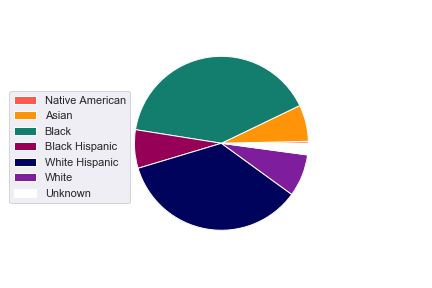 Native American
Asian
Black
Black Hispanic
White Hispanic
White
Unknown